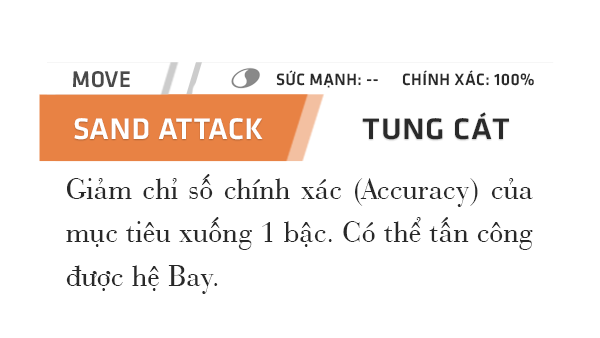 MOVE SỨC MẠNH: -- CHÍNH XÁC: 100%
SAND ATTACK TUNG CÁT
Giảm chỉ số chính xác (Accuracy) của
mục tiêu xuống 1 bậc. Có thể tấn công
được hệ Bay.